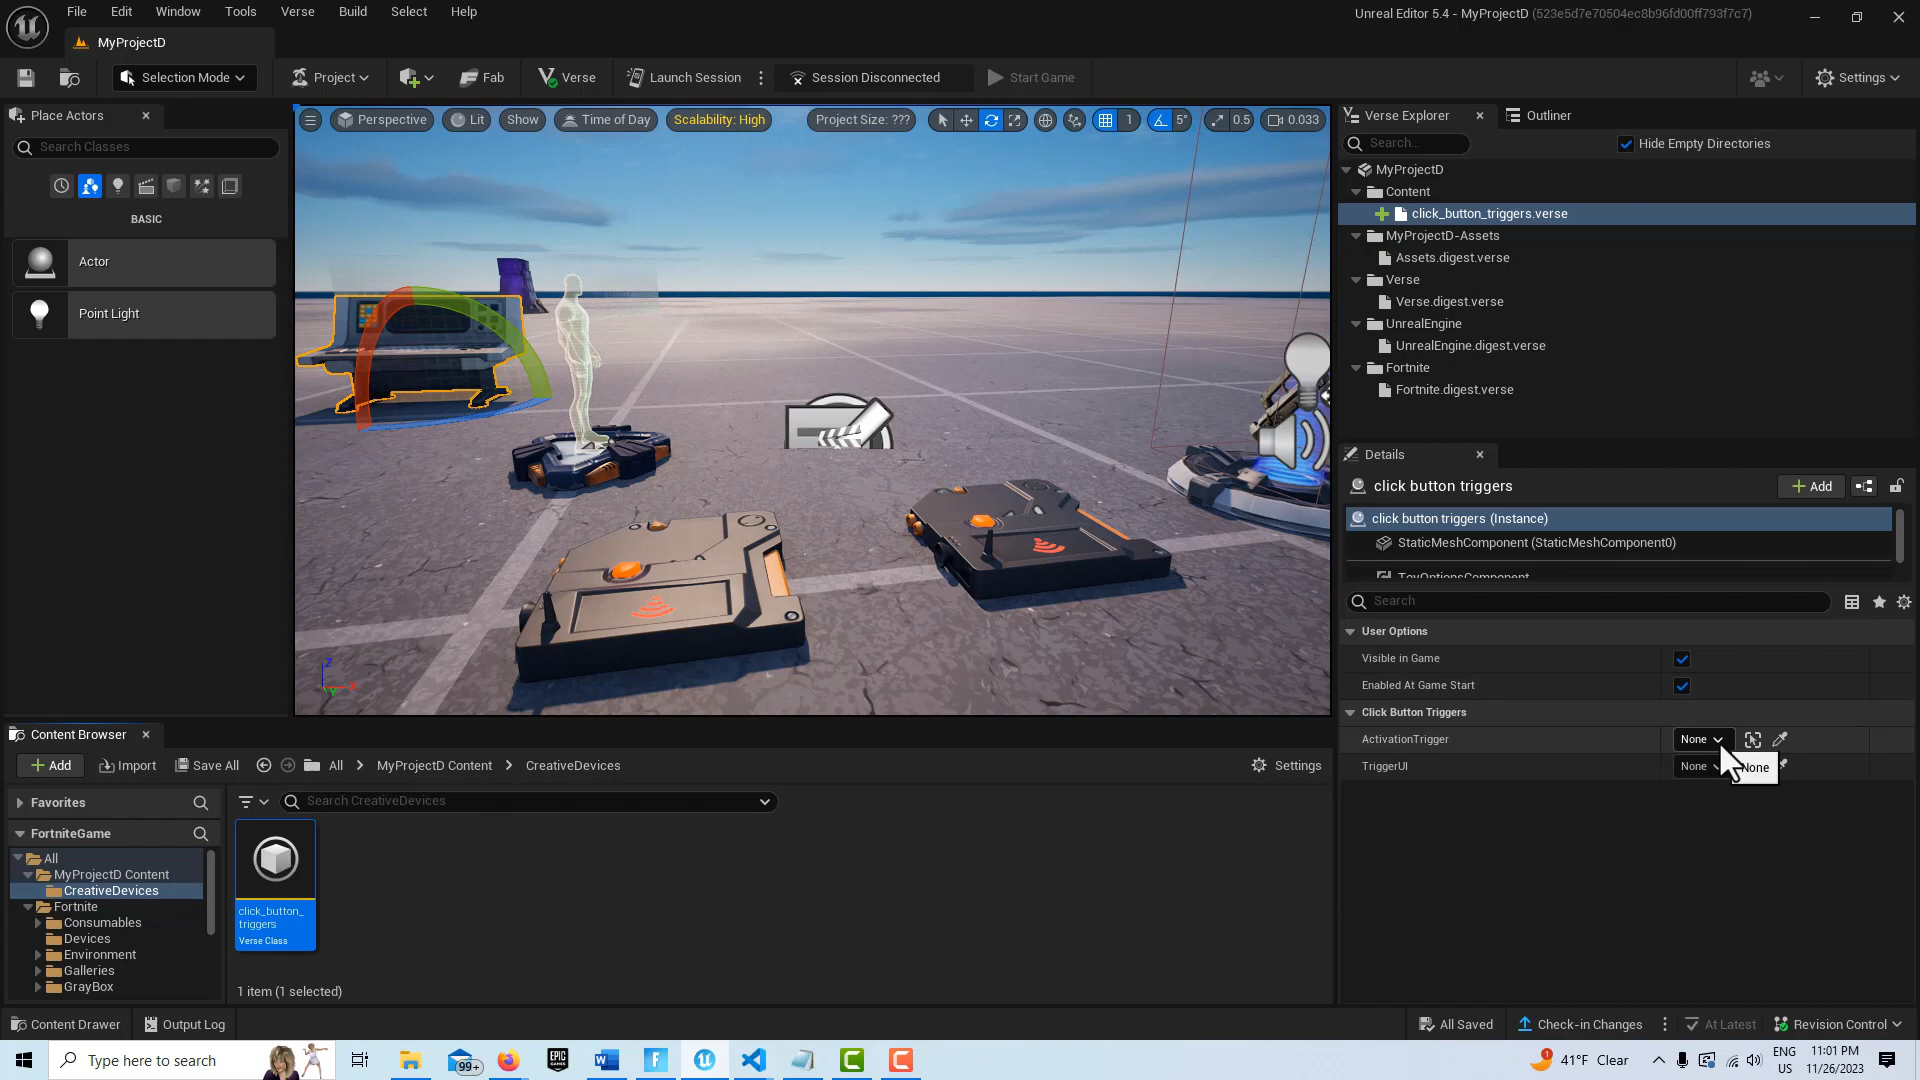 File Edit Window Tools Verse Build Select Help
Unreal Editor 5.4 - MyProjectD (523e5d7e70504ec8b96fd00ff793f7c7)
MyProjectD
Selection Mode
Project
Fab
Verse
Launch Session
Session Disconnected
Start Game
Settings
Place Actors
Search Classes
BASIC
Actor
Point Light
Perspective
Lit
Show
Time of Day
Scalability: High
Project Size: ???
1
5°
0.5
0.033
Z
X
Verse Explorer
Outliner
Search...
Hide Empty Directories
MyProjectD
Content
click_button_triggers.verse
MyProjectD-Assets
Assets.digest.verse
Verse
Verse.digest.verse
UnrealEngine
UnrealEngine.digest.verse
Fortnite
Fortnite.digest.verse
Details
click button triggers
Add
click button triggers (Instance)
StaticMeshComponent (StaticMeshComponent0)
ToyOptionsComponent
Search
User Options
Visible in Game
Enabled At Game Start
Click Button Triggers
ActivationTrigger
None
TriggerUI
None
None
Content Browser
Add
Import
Save All
All
MyProjectD Content
CreativeDevices
Settings
Favorites
Search CreativeDevices
FortniteGame
All
MyProjectD Content
CreativeDevices
Fortnite
Consumables
Devices
Environment
Galleries
GrayBox
click_button_
triggers
Verse Class
1 item (1 selected)
Content Drawer
Output Log
All Saved
Check-in Changes
At Latest
Revision Control
Type here to search
99+
EPIC
GAMES
1
41°F Clear
ENG
US
11:01 PM
11/26/2023